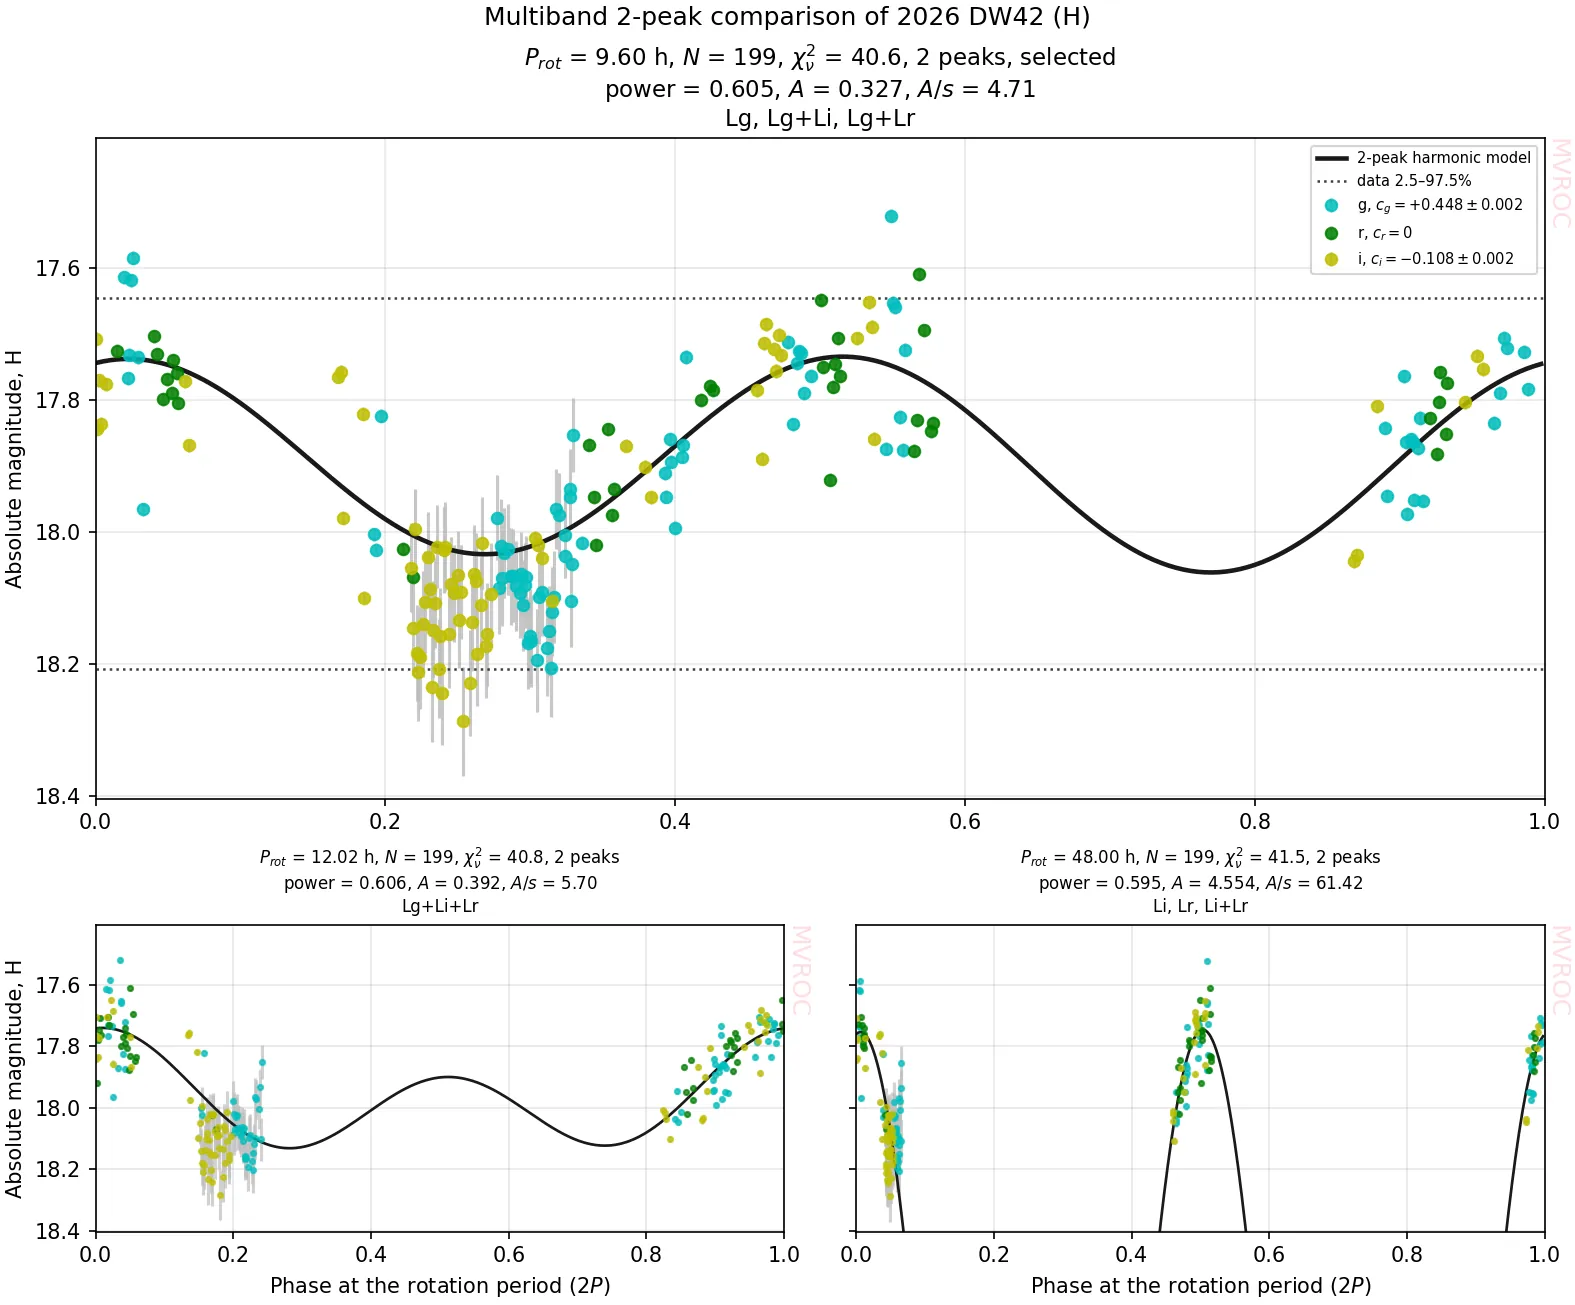 Multiband 2-peak comparison of 2026 DW42 (H)
P_rot = 9.60 h, N = 199, χ²_ν = 40.6, 2 peaks, selected
power = 0.605, A = 0.327, A/s = 4.71
Lg, Lg+Li, Lg+Lr
2-peak harmonic model
data 2.5–97.5%
g, c_g = +0.448 ± 0.002
r, c_r = 0
i, c_i = −0.108 ± 0.002
MVROC
Absolute magnitude, H
17.6
17.8
18.0
18.2
18.4
0.0 0.2 0.4 0.6 0.8 1.0
P_rot = 12.02 h, N = 199, χ²_ν = 40.8, 2 peaks
power = 0.606, A = 0.392, A/s = 5.70
Lg+Li+Lr
MVROC
Absolute magnitude, H
17.6
17.8
18.0
18.2
18.4
0.0 0.2 0.4 0.6 0.8 1.0
Phase at the rotation period (2P)
P_rot = 48.00 h, N = 199, χ²_ν = 41.5, 2 peaks
power = 0.595, A = 4.554, A/s = 61.42
Li, Lr, Li+Lr
MVROC
0.0 0.2 0.4 0.6 0.8 1.0
Phase at the rotation period (2P)